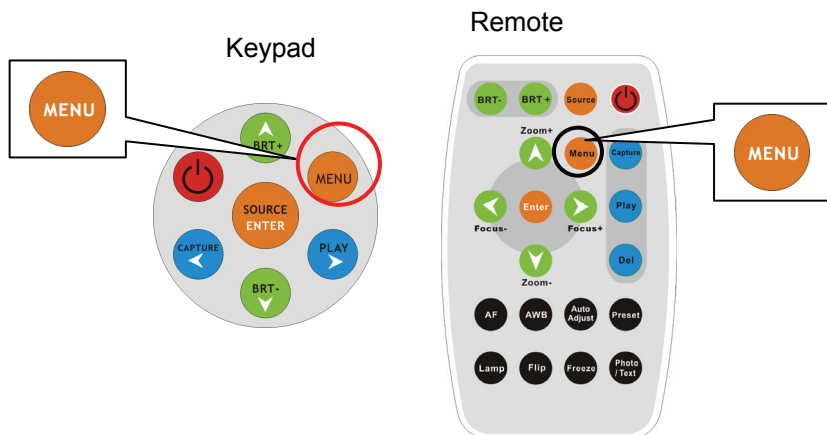 Remote
Keypad
MENU
BRT+
MENU
SOURCE
ENTER
CAPTURE
PLAY
BRT-
BRT-
BRT +
Source
Zoom+
Menu
Capture
Enter
Play
Focus-
Focus+
Del
Zoom-
AF
AWB
Auto
Adjust
Preset
Lamp
Flip
Freeze
Photo
/Text
MENU